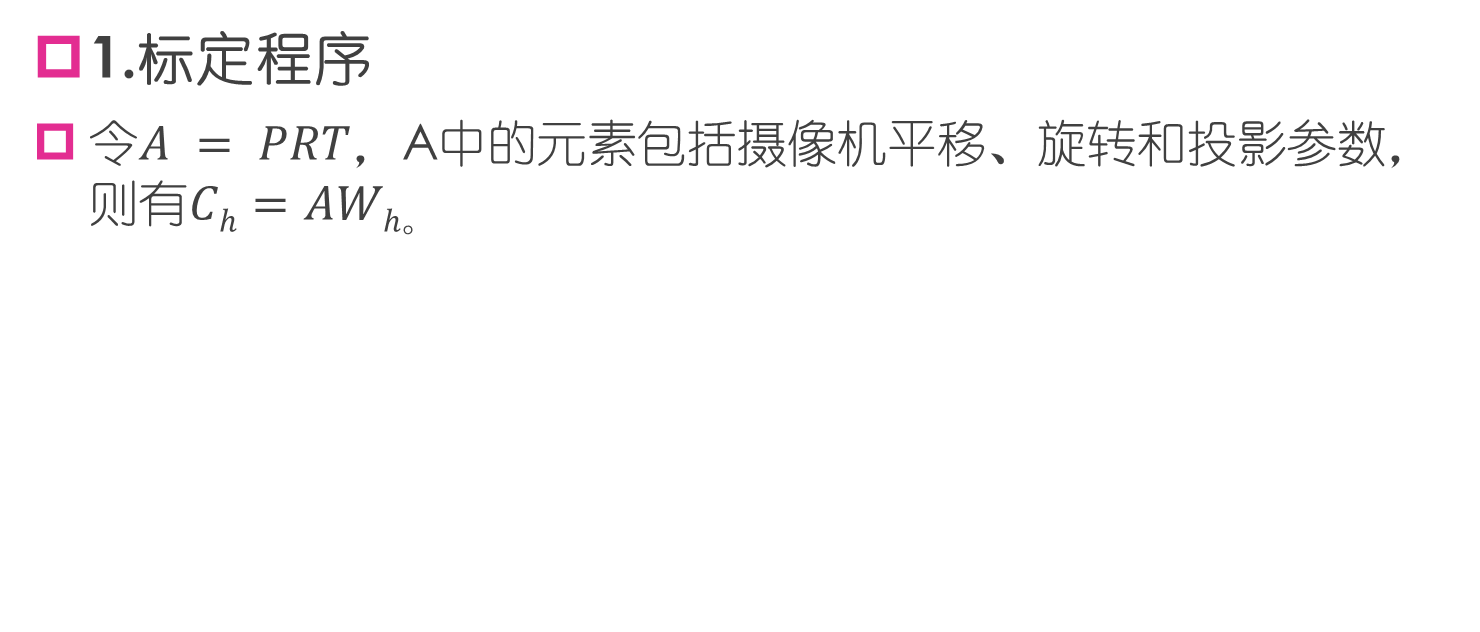 1.标定程序
令A = PRT，A中的元素包括摄像机平移、旋转和投影参数，
则有C_h = AW_h。